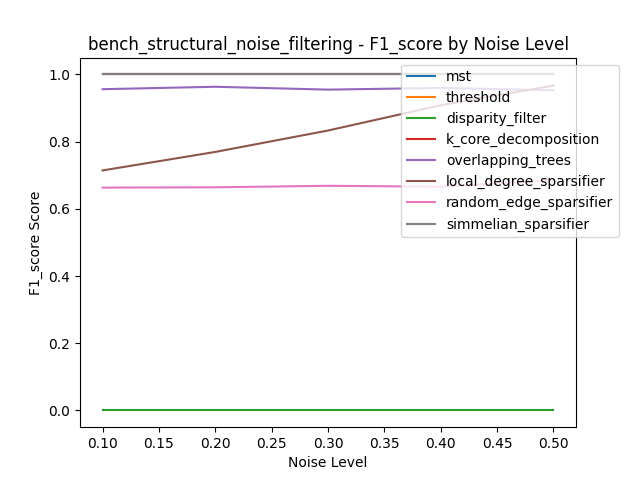 bench_structural_noise_filtering - F1_score by Noise Level
mst
threshold
disparity_filter
k_core_decomposition
overlapping_trees
local_degree_sparsifier
random_edge_sparsifier
simmelian_sparsifier
F1_score Score
1.0
0.8
0.6
0.4
0.2
0.0
0.10 0.15 0.20 0.25 0.30 0.35 0.40 0.45 0.50
Noise Level